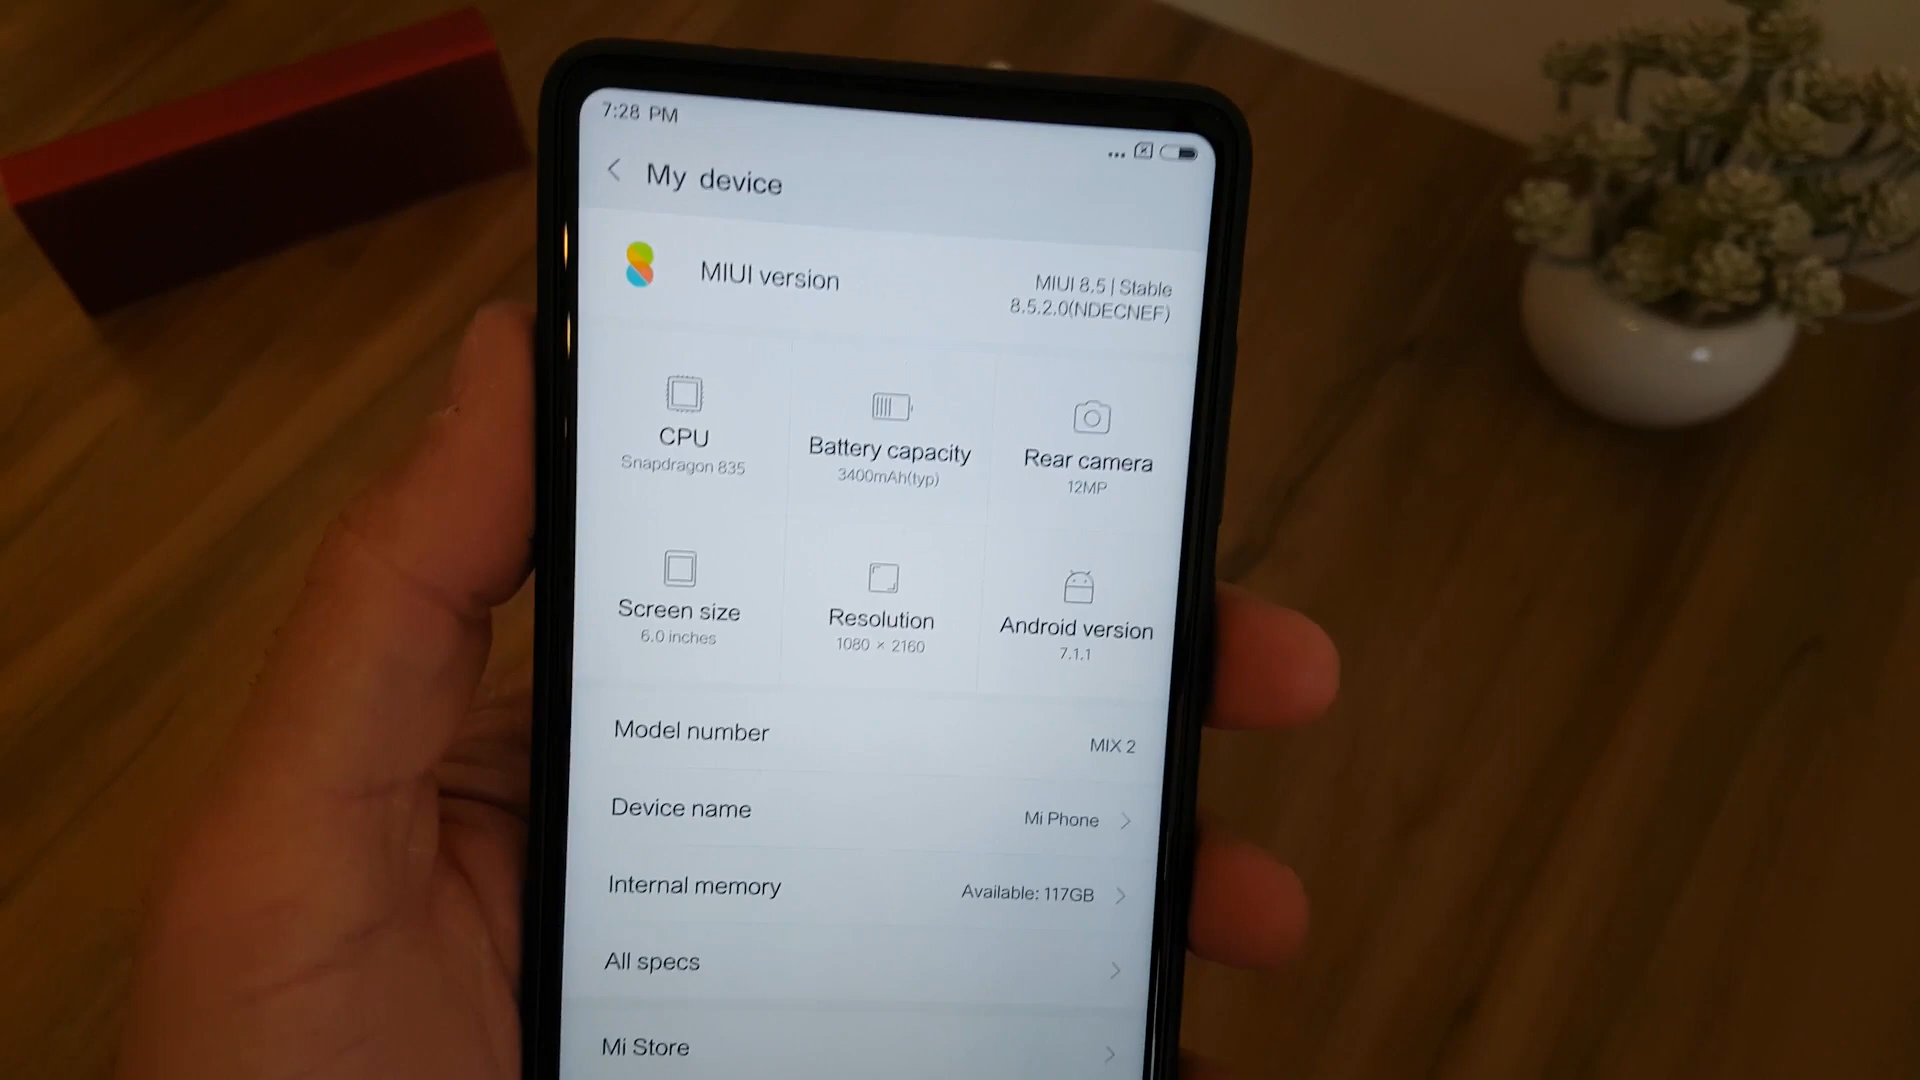 7:28 PM
...
My device
MIUI version
MIUI 8.5 | Stable
8.5.2.0(NDECNEF)
CPU
Snapdragon 835
Battery capacity
3400mAh(typ)
Rear camera
12MP
Screen size
6.0 inches
Resolution
1080 × 2160
Android version
7.1.1
Model number
MIX 2
Device name
Mi Phone
Internal memory
Available: 117GB
All specs
Mi Store